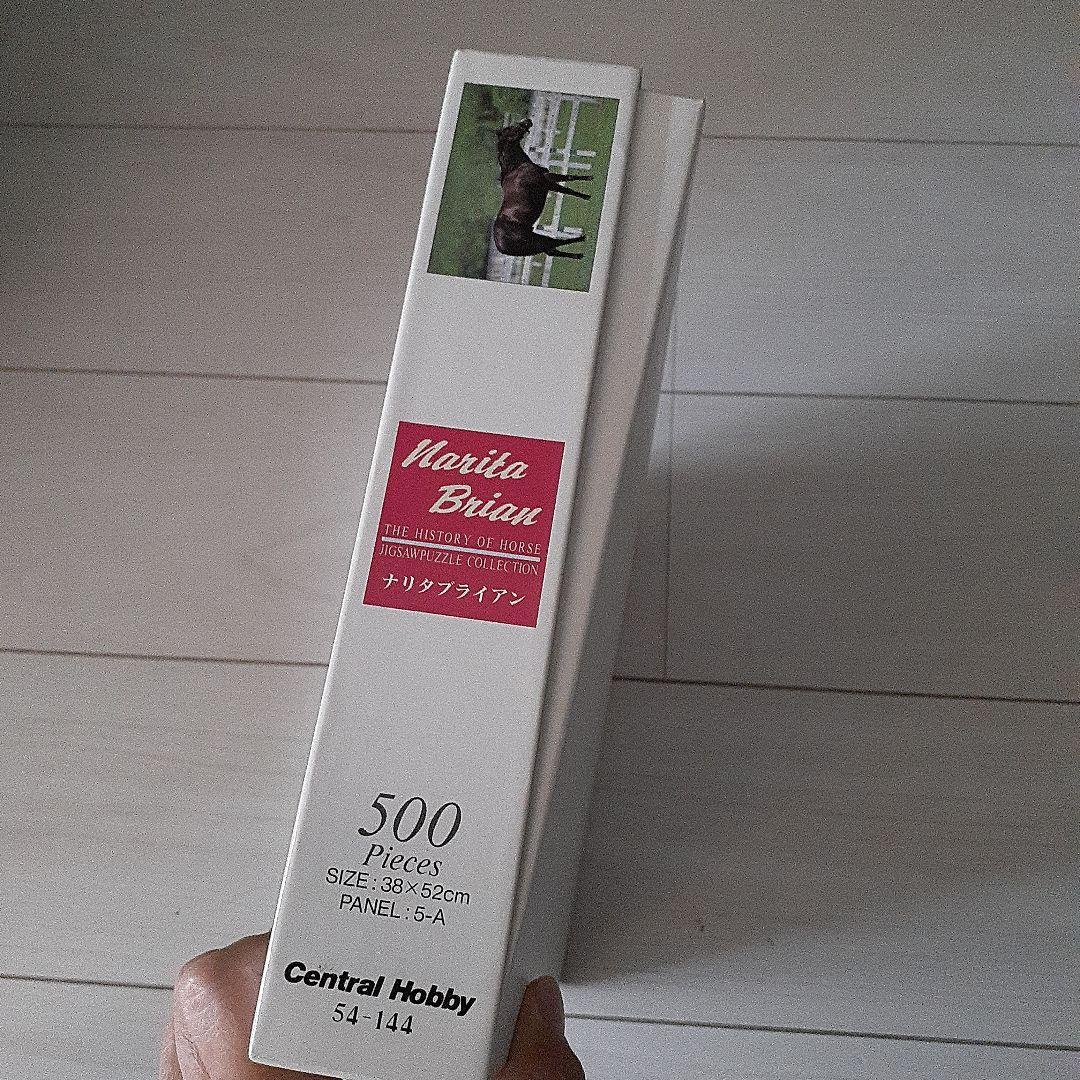 Narita
Brian
THE HISTORY OF HORSE
JIGSAWPUZZLE COLLECTION
ナリタブライアン
500
Pieces
SIZE : 38×52cm
PANEL : 5-A
Central Hobby
54-144